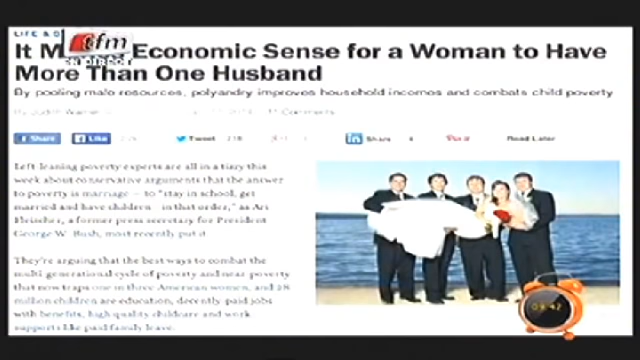 LIFE &
tfm
EN DIRECT
It M Economic Sense for a Woman to Have
More Than One Husband
By pooling male resources, polyandry improves household incomes and combats child poverty
Comments
Share
Like
Tweet
Share
Pin it
Read Later
Left-leaning poverty experts are all in a tizzy this
week about conservative arguments that the answer
to poverty is marriage — to "stay in school, get
married and have children — in that order," as Ari
Fleischer, a former press secretary for President
George W. Bush, most recently put it.
They're arguing that the best ways to combat the
multi-generational cycle of poverty and near poverty
that now traps one in three American women, and 28
million children are education, decently paid jobs
with benefits, high quality childcare and work
supports like paid family leave.
09:42